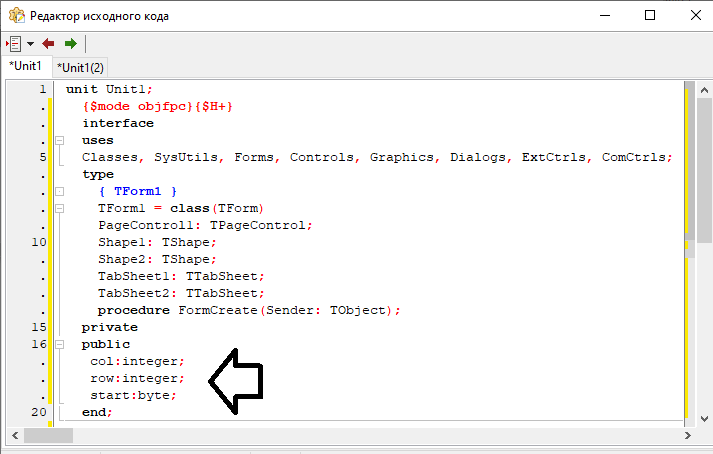 Редактор исходного кода
*Unit1 *Unit1(2)
1 unit Unit1;
. {$mode objfpc}{$H+}
. interface
. uses
5 Classes, SysUtils, Forms, Controls, Graphics, Dialogs, ExtCtrls, ComCtrls;
. type
. { TForm1 }
. TForm1 = class(TForm)
. PageControl1: TPageControl;
10 Shape1: TShape;
. Shape2: TShape;
. TabSheet1: TTabSheet;
. TabSheet2: TTabSheet;
. procedure FormCreate(Sender: TObject);
15 private
16 public
. col:integer;
. row:integer;
. start:byte;
20 end;